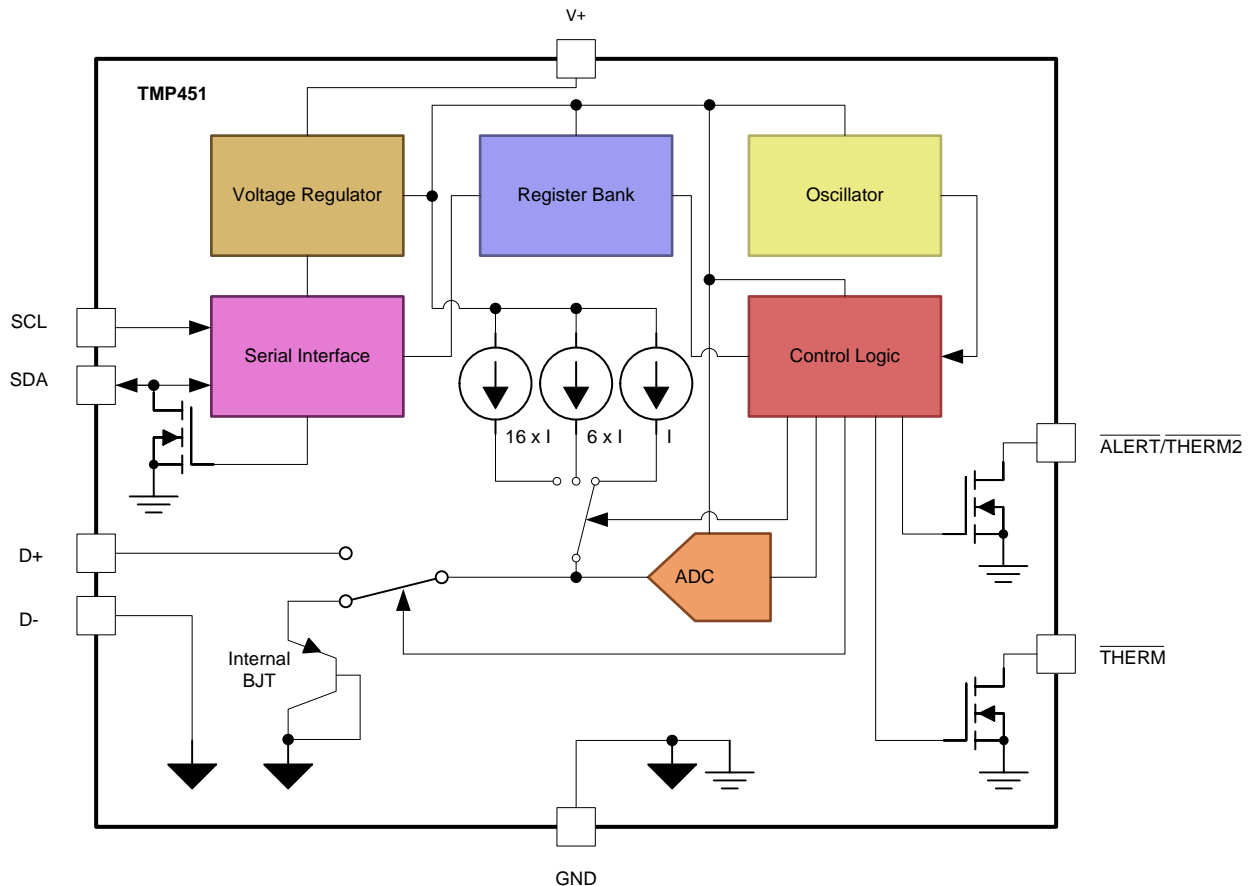 V+
TMP451
Voltage Regulator
Register Bank
Oscillator
SCL
Serial Interface
Control Logic
SDA
16 x I
6 x I
I
ALERT/THERM2
D+
ADC
D-
Internal
BJT
THERM
GND